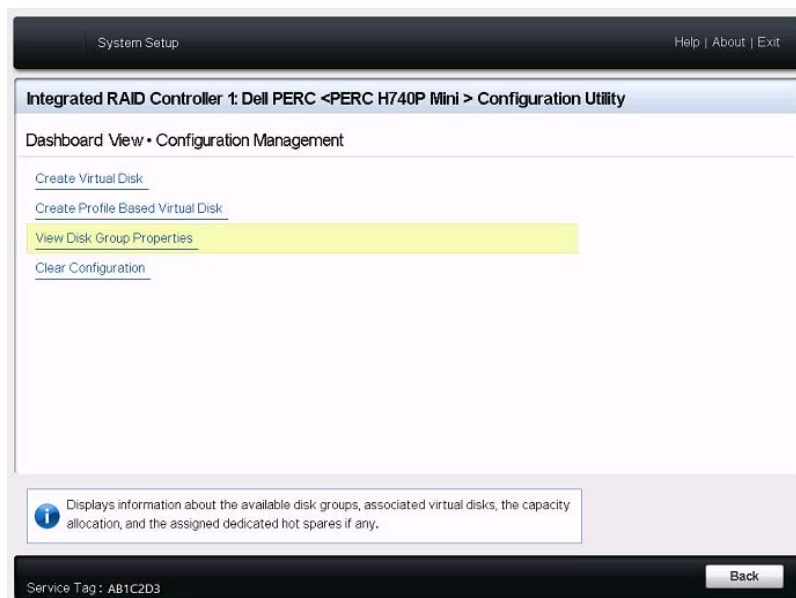 System Setup
Help | About | Exit
Integrated RAID Controller 1: Dell PERC <PERC H740P Mini > Configuration Utility
Dashboard View • Configuration Management
Create Virtual Disk
Create Profile Based Virtual Disk
View Disk Group Properties
Clear Configuration
Displays information about the available disk groups, associated virtual disks, the capacity
allocation, and the assigned dedicated hot spares if any.
Back
Service Tag : AB1C2D3